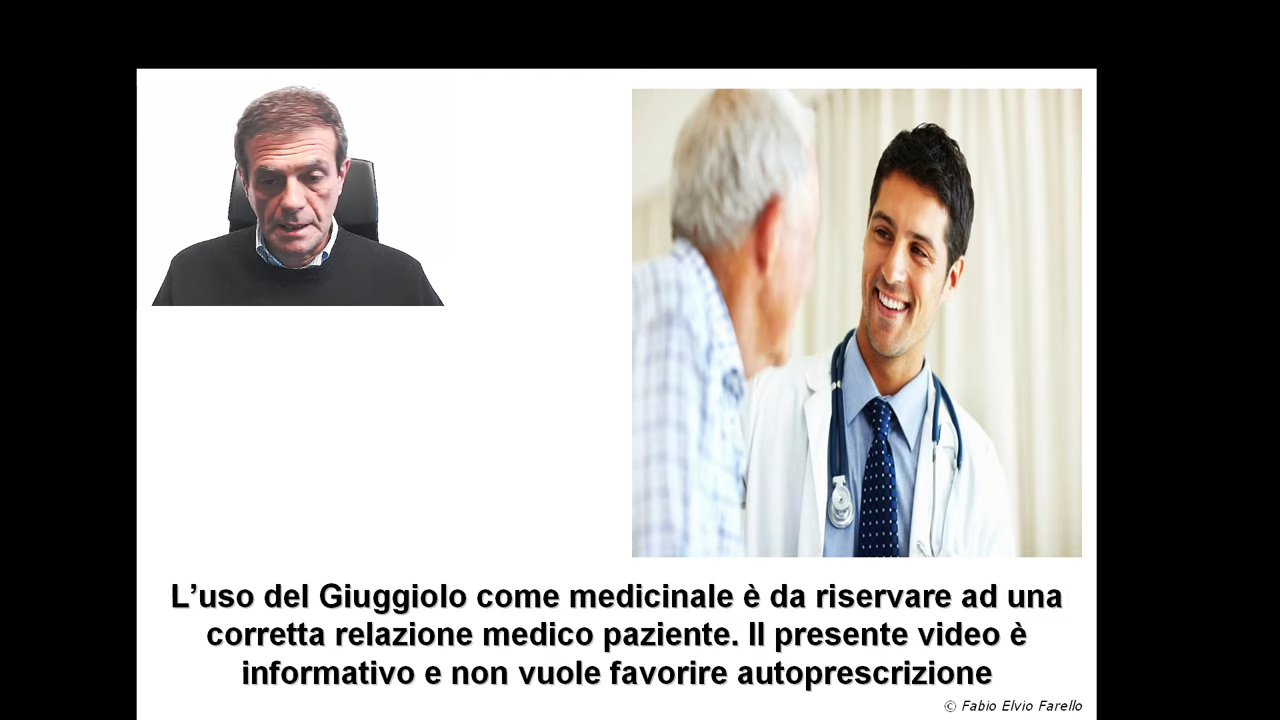 L’uso del Giuggiolo come medicinale è da riservare ad una
corretta relazione medico paziente. Il presente video è
informativo e non vuole favorire autoprescrizione
© Fabio Elvio Farello